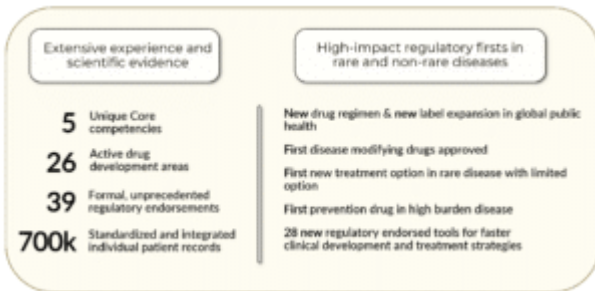 Extensive experience and
scientific evidence
5 Unique Core
competencies
26 Active drug
development areas
39 Formal, unprecedented
regulatory endorsements
700k Standardized and integrated
individual patient records
High-impact regulatory firsts in
rare and non-rare diseases
New drug regimen & new label expansion in global public
health
First disease modifying drugs approved
First new treatment option in rare disease with limited
option
First prevention drug in high burden disease
28 new regulatory endorsed tools for faster
clinical development and treatment strategies